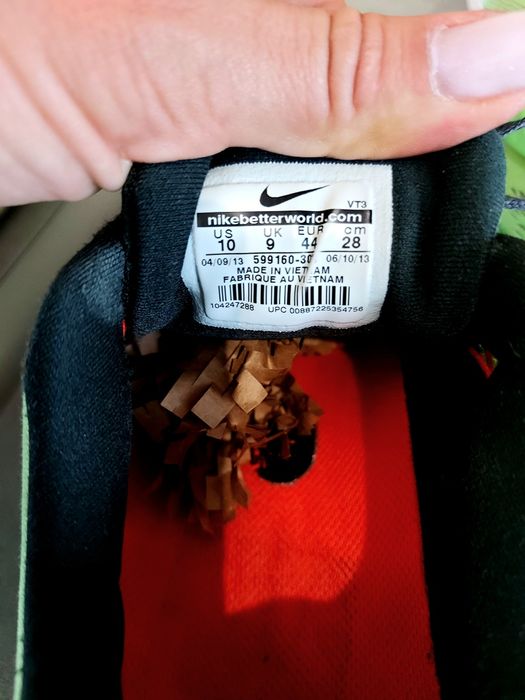 VT3
nikebetterworld.com
US UK EUR cm
10 9 44 28
04/09/13 599160-30 06/10/13
MADE IN VIETNAM
FABRIQUE AU VIETNAM
104247288 UPC 00887225354756